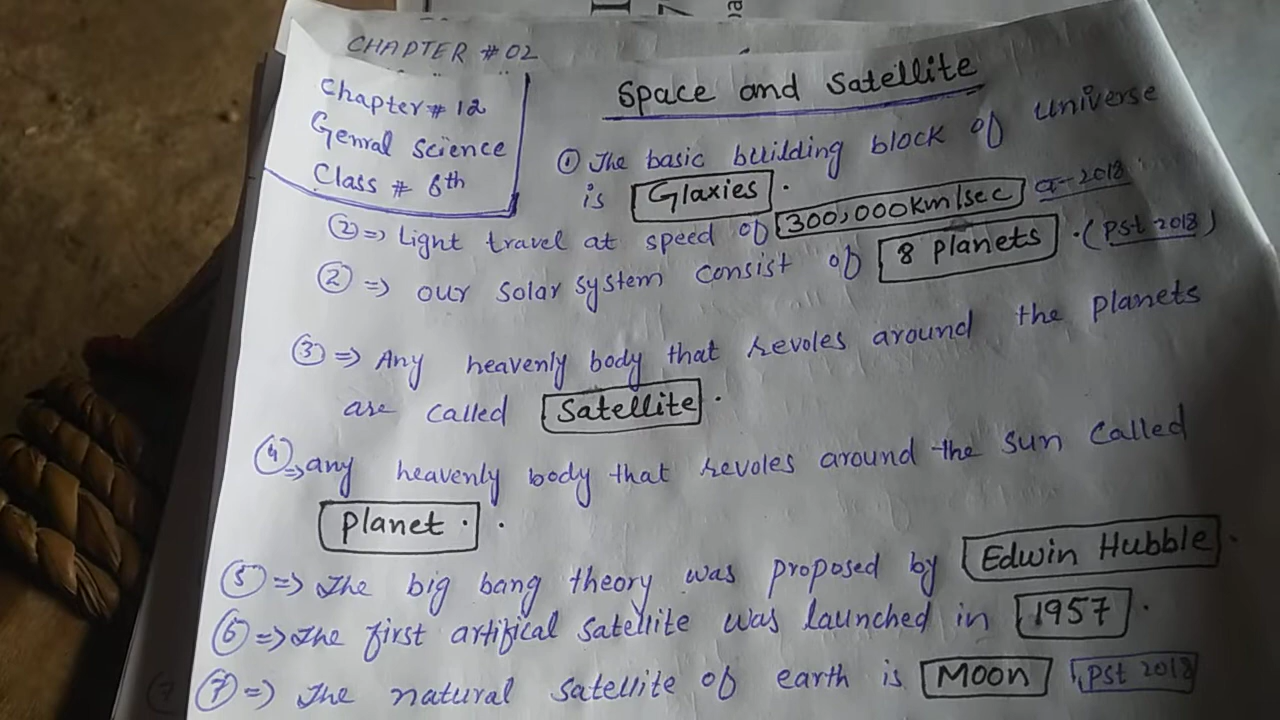 CHAPTER #02
Chapter # 12
Genral Science
Class # 6th
Space and Satellite
① The basic building block of universe
is Glaxies .
②⇒ Light travel at speed of 300,000km/sec a-2018
② ⇒ our solar system consist of 8 planets .(Pst 2018)
③ ⇒ Any heavenly body that revoles around the planets
are called Satellite .
④⇒ any heavenly body that revoles around the sun called
Planet . .
⑤ ⇒ The big bang theory was proposed by Edwin Hubble .
⑥ ⇒ The first artifical satellite was launched in 1957 .
⑦ ⇒ The natural satellite of earth is Moon Pst 2018